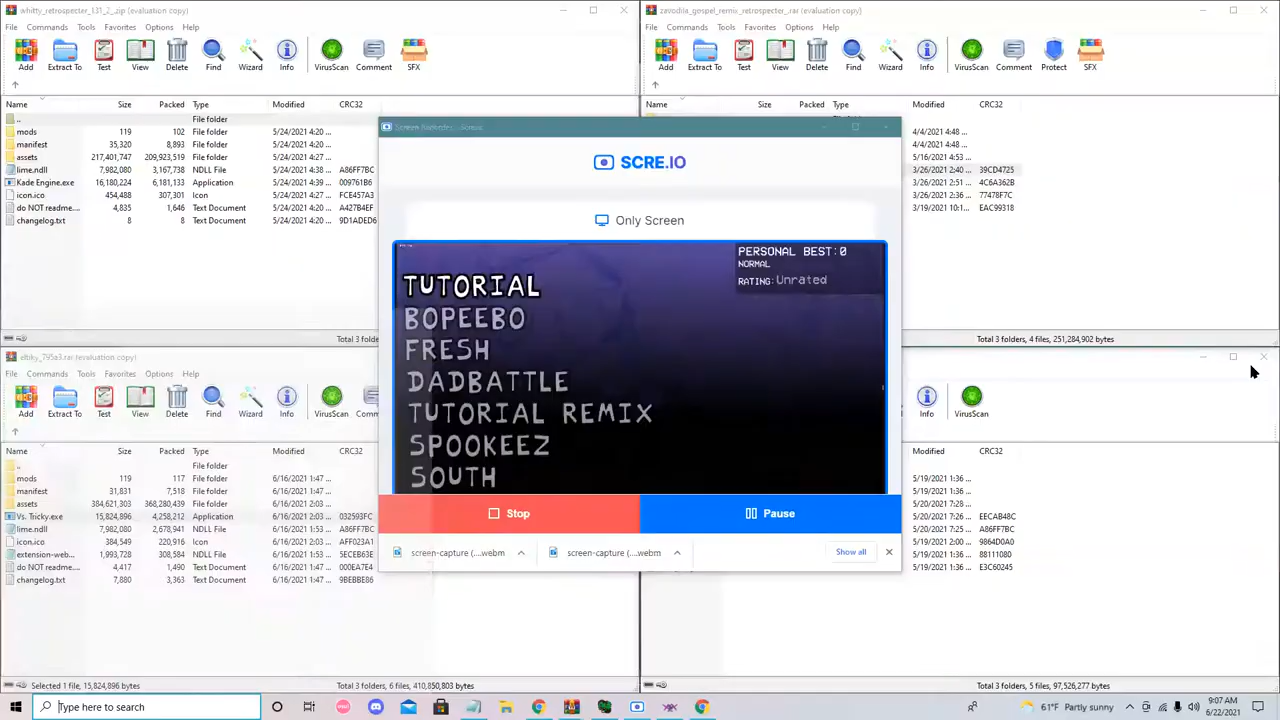 whitty_retrospecter_131_2_.zip (evaluation copy)
File Commands Tools Favorites Options Help
Add Extract To Test View Delete Find Wizard Info VirusScan Comment SFX
Name Size Packed Type Modified CRC32
.. File folder
mods 119 102 File folder 5/24/2021 4:20 ...
manifest 35,320 8,893 File folder 5/24/2021 4:20 ...
assets 217,401,747 209,923,519 File folder 5/24/2021 4:27 ...
lime.ndll 7,982,080 3,167,738 NDLL File 5/24/2021 4:38 ... A86FF7BC
Kade Engine.exe 16,180,224 6,181,133 Application 5/24/2021 4:38 ... 009761B6
icon.ico 454,488 307,301 Icon 5/24/2021 4:20 ... FCE457A3
do NOT readme.... 4,835 1,646 Text Document 5/24/2021 4:20 ... A427B4EF
changelog.txt 8 8 Text Document 5/24/2021 4:20 ... 9D1ADED6
Total 3 folde
zavodila_gospel_remix_retrospecter_.rar (evaluation copy)
File Commands Tools Favorites Options Help
Add Extract To Test View Delete Find Wizard Info VirusScan Comment Protect SFX
Name Size Packed Type Modified CRC32
4/4/2021 4:48 ...
4/4/2021 4:48 ...
5/16/2021 4:53 ...
3/26/2021 2:40 ... 39CD4725
3/26/2021 2:51 ... 4C6A362B
3/26/2021 2:36 ... 77478F7C
3/19/2021 10:1... EAC99318
Total 3 folders, 4 files, 251,284,902 bytes
SCRE.IO
Only Screen
TUTORIAL
BOPEEBO
FRESH
DADBATTLE
TUTORIAL REMIX
SPOOKEEZ
SOUTH
PERSONAL BEST:0
NORMAL
RATING:Unrated
Stop
Pause
screen-capture (....webm
screen-capture (....webm
Show all
File Commands Tools Favorites Options Help
Add Extract To Test View Delete Find Wizard Info VirusScan Comm
Name Size Packed Type Modified CRC32
.. File folder
mods 119 117 File folder 6/16/2021 1:47 ...
manifest 31,831 7,518 File folder 6/16/2021 1:47 ...
assets 384,621,303 368,280,439 File folder 6/16/2021 2:03 ...
Vs. Tricky.exe 15,824,896 4,258,212 Application 6/16/2021 2:03 ... 032593FC
lime.ndll 7,982,080 2,678,941 NDLL File 6/16/2021 1:53 ... A86FF7BC
icon.ico 384,549 220,916 Icon 6/16/2021 1:47 ... AFF023A1
extension-web... 1,993,728 308,584 NDLL File 6/16/2021 1:53 ... 5ECEB63E
do NOT readme.... 4,417 1,490 Text Document 6/16/2021 1:47 ... 000EA7E4
changelog.txt 7,880 3,363 Text Document 6/16/2021 1:47 ... 9BEBBE86
Selected 1 file, 15,824,896 bytes
Total 3 folders, 6 files, 410,850,803 bytes
Info VirusScan
Modified CRC32
5/19/2021 1:36 ...
5/19/2021 1:36 ...
5/19/2021 7:28 ...
5/19/2021 7:26 ... EECAB48C
5/19/2021 7:25 ... A86FF7BC
5/19/2021 1:36 ... 9864D0A0
5/19/2021 1:36 ... 88111080
5/19/2021 1:36 ... E3C60245
Total 3 folders, 5 files, 97,526,277 bytes
Type here to search
61°F Partly sunny
9:07 AM
6/22/2021